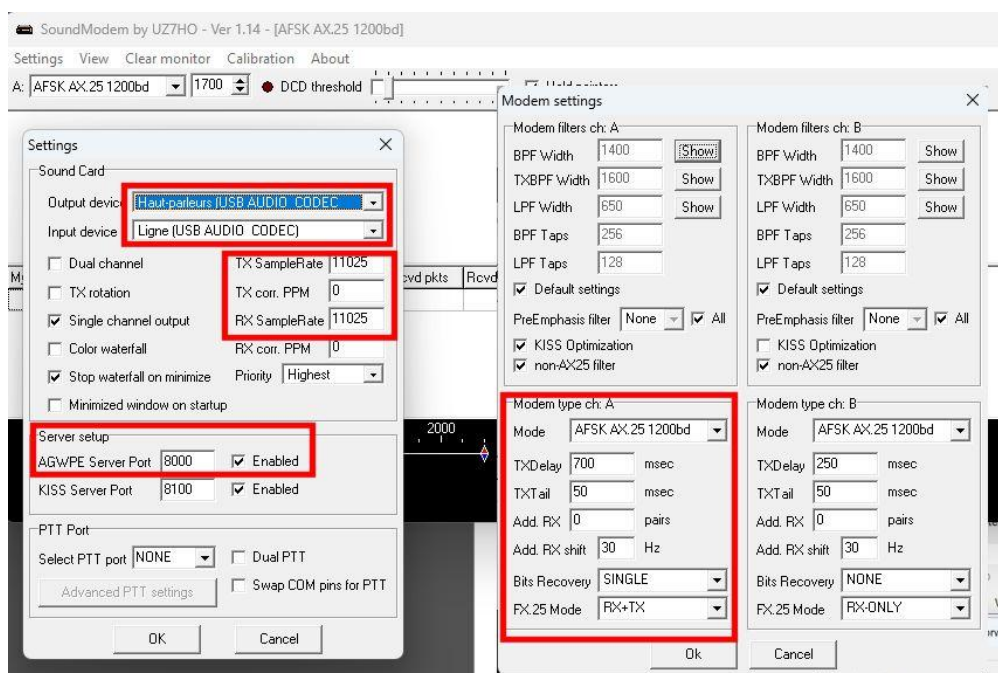 SoundModem by UZ7HO - Ver 1.14 - [AFSK AX.25 1200bd]
Settings View Clear monitor Calibration About
A: AFSK AX.25 1200bd 1700 DCD threshold
Settings
Sound Card
Output device Haut-parleurs (USB AUDIO CODEC
Input device Ligne (USB AUDIO CODEC)
Dual channel TX SampleRate 11025
TX rotation TX corr. PPM 0
Single channel output RX SampleRate 11025
Color waterfall RX corr. PPM 0
Stop waterfall on minimize Priority Highest
Minimized window on startup
Server setup
AGWPE Server Port 8000 Enabled
KISS Server Port 8100 Enabled
PTT Port
Select PTT port NONE Dual PTT
Advanced PTT settings Swap COM pins for PTT
OK Cancel
pkts
2000
Modem settings
Modem filters ch: A
BPF Width 1400 Show
TXBPF Width 1600 Show
LPF Width 650 Show
BPF Taps 256
LPF Taps 128
Default settings
PreEmphasis filter None All
KISS Optimization
non-AX25 filter
Modem type ch: A
Mode AFSK AX.25 1200bd
TXDelay 700 msec
TXTail 50 msec
Add. RX 0 pairs
Add. RX shift 30 Hz
Bits Recovery SINGLE
FX.25 Mode RX+TX
Modem filters ch: B
BPF Width 1400 Show
TXBPF Width 1600 Show
LPF Width 650 Show
BPF Taps 256
LPF Taps 128
Default settings
PreEmphasis filter None All
KISS Optimization
non-AX25 filter
Modem type ch: B
Mode AFSK AX.25 1200bd
TXDelay 250 msec
TXTail 50 msec
Add. RX 0 pairs
Add. RX shift 30 Hz
Bits Recovery NONE
FX.25 Mode RX-ONLY
Ok Cancel